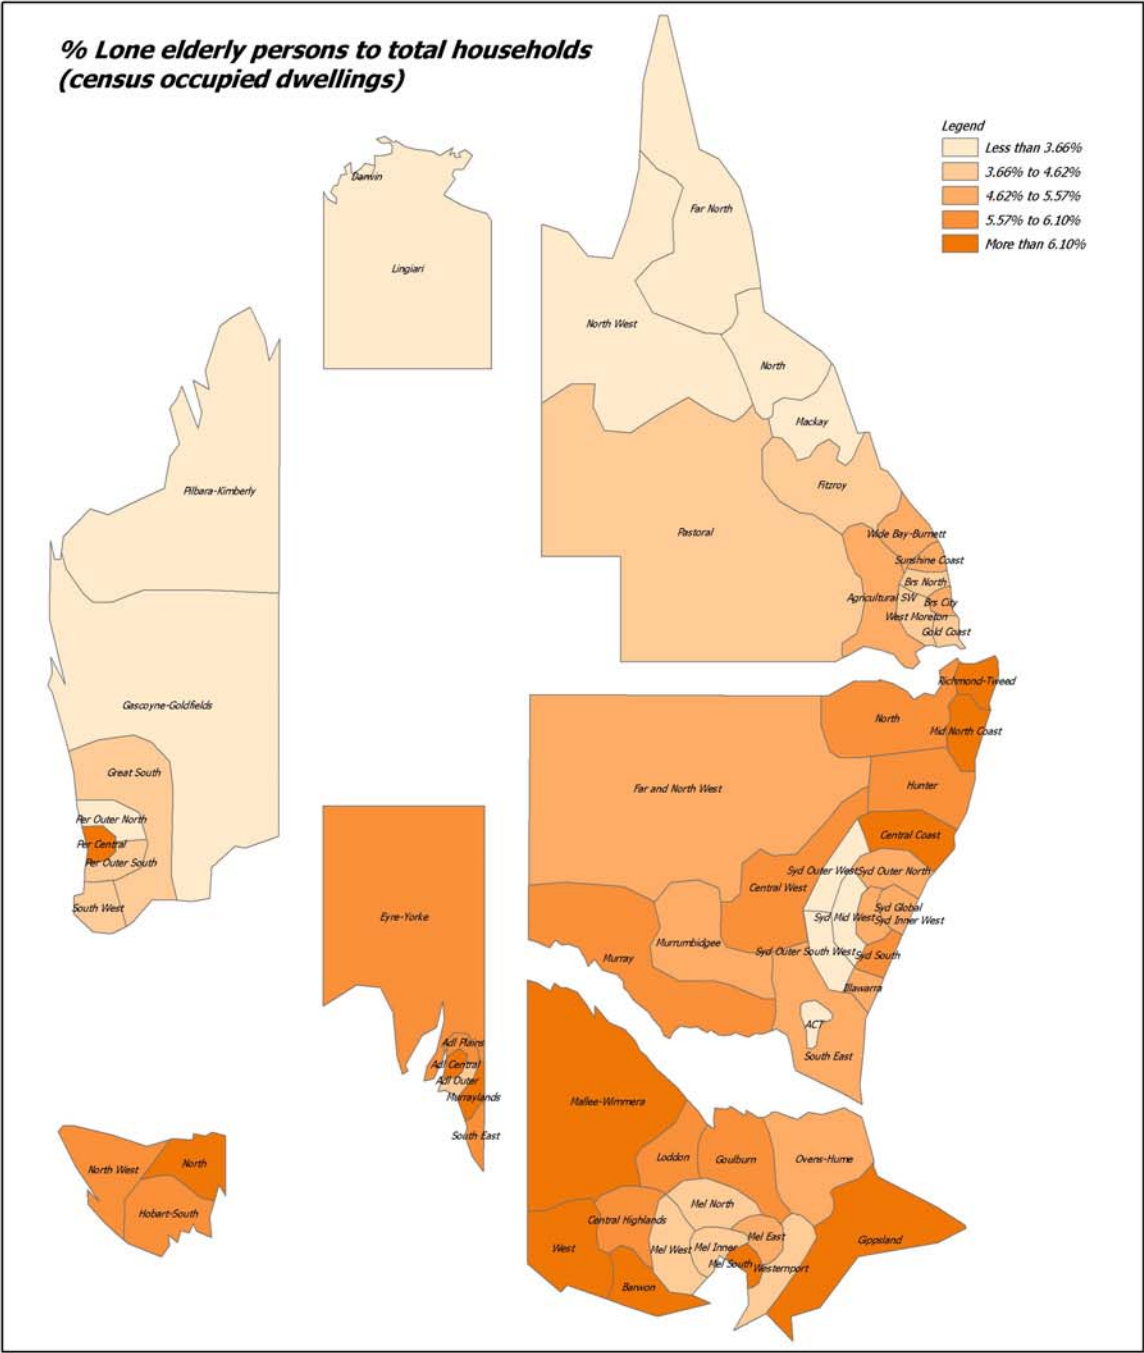 % Lone elderly persons to total households
(census occupied dwellings)
Legend
Less than 3.66%
3.66% to 4.62%
4.62% to 5.57%
5.57% to 6.10%
More than 6.10%
Darwin
Lingiari
Far North
North West
North
Mackay
Fitzroy
Pastoral
Wide Bay-Burnett
Sunshine Coast
Brs North
Agricultural SW
Brs City
West Moreton
Gold Coast
Pilbara-Kimberly
Gascoyne-Goldfields
Great South
Per Outer North
Per Central
Per Outer South
South West
Richmond-Tweed
North
Mid North Coast
Far and North West
Hunter
Central Coast
Syd Outer West
Syd Outer North
Central West
Syd Global
Syd Mid West
Syd Inner West
Murrumbidgee
Syd Outer South West
Syd South
Murray
Illawarra
ACT
South East
Eyre-Yorke
Adl Plains
Adl Central
Adl Outer
Murraylands
South East
Mallee-Wimmera
Loddon
Goulburn
Ovens-Hume
Mel North
Central Highlands
Mel East
Gippsland
West
Mel West
Mel Inner
Mel South
Westernport
Barwon
North West
North
Hobart-South